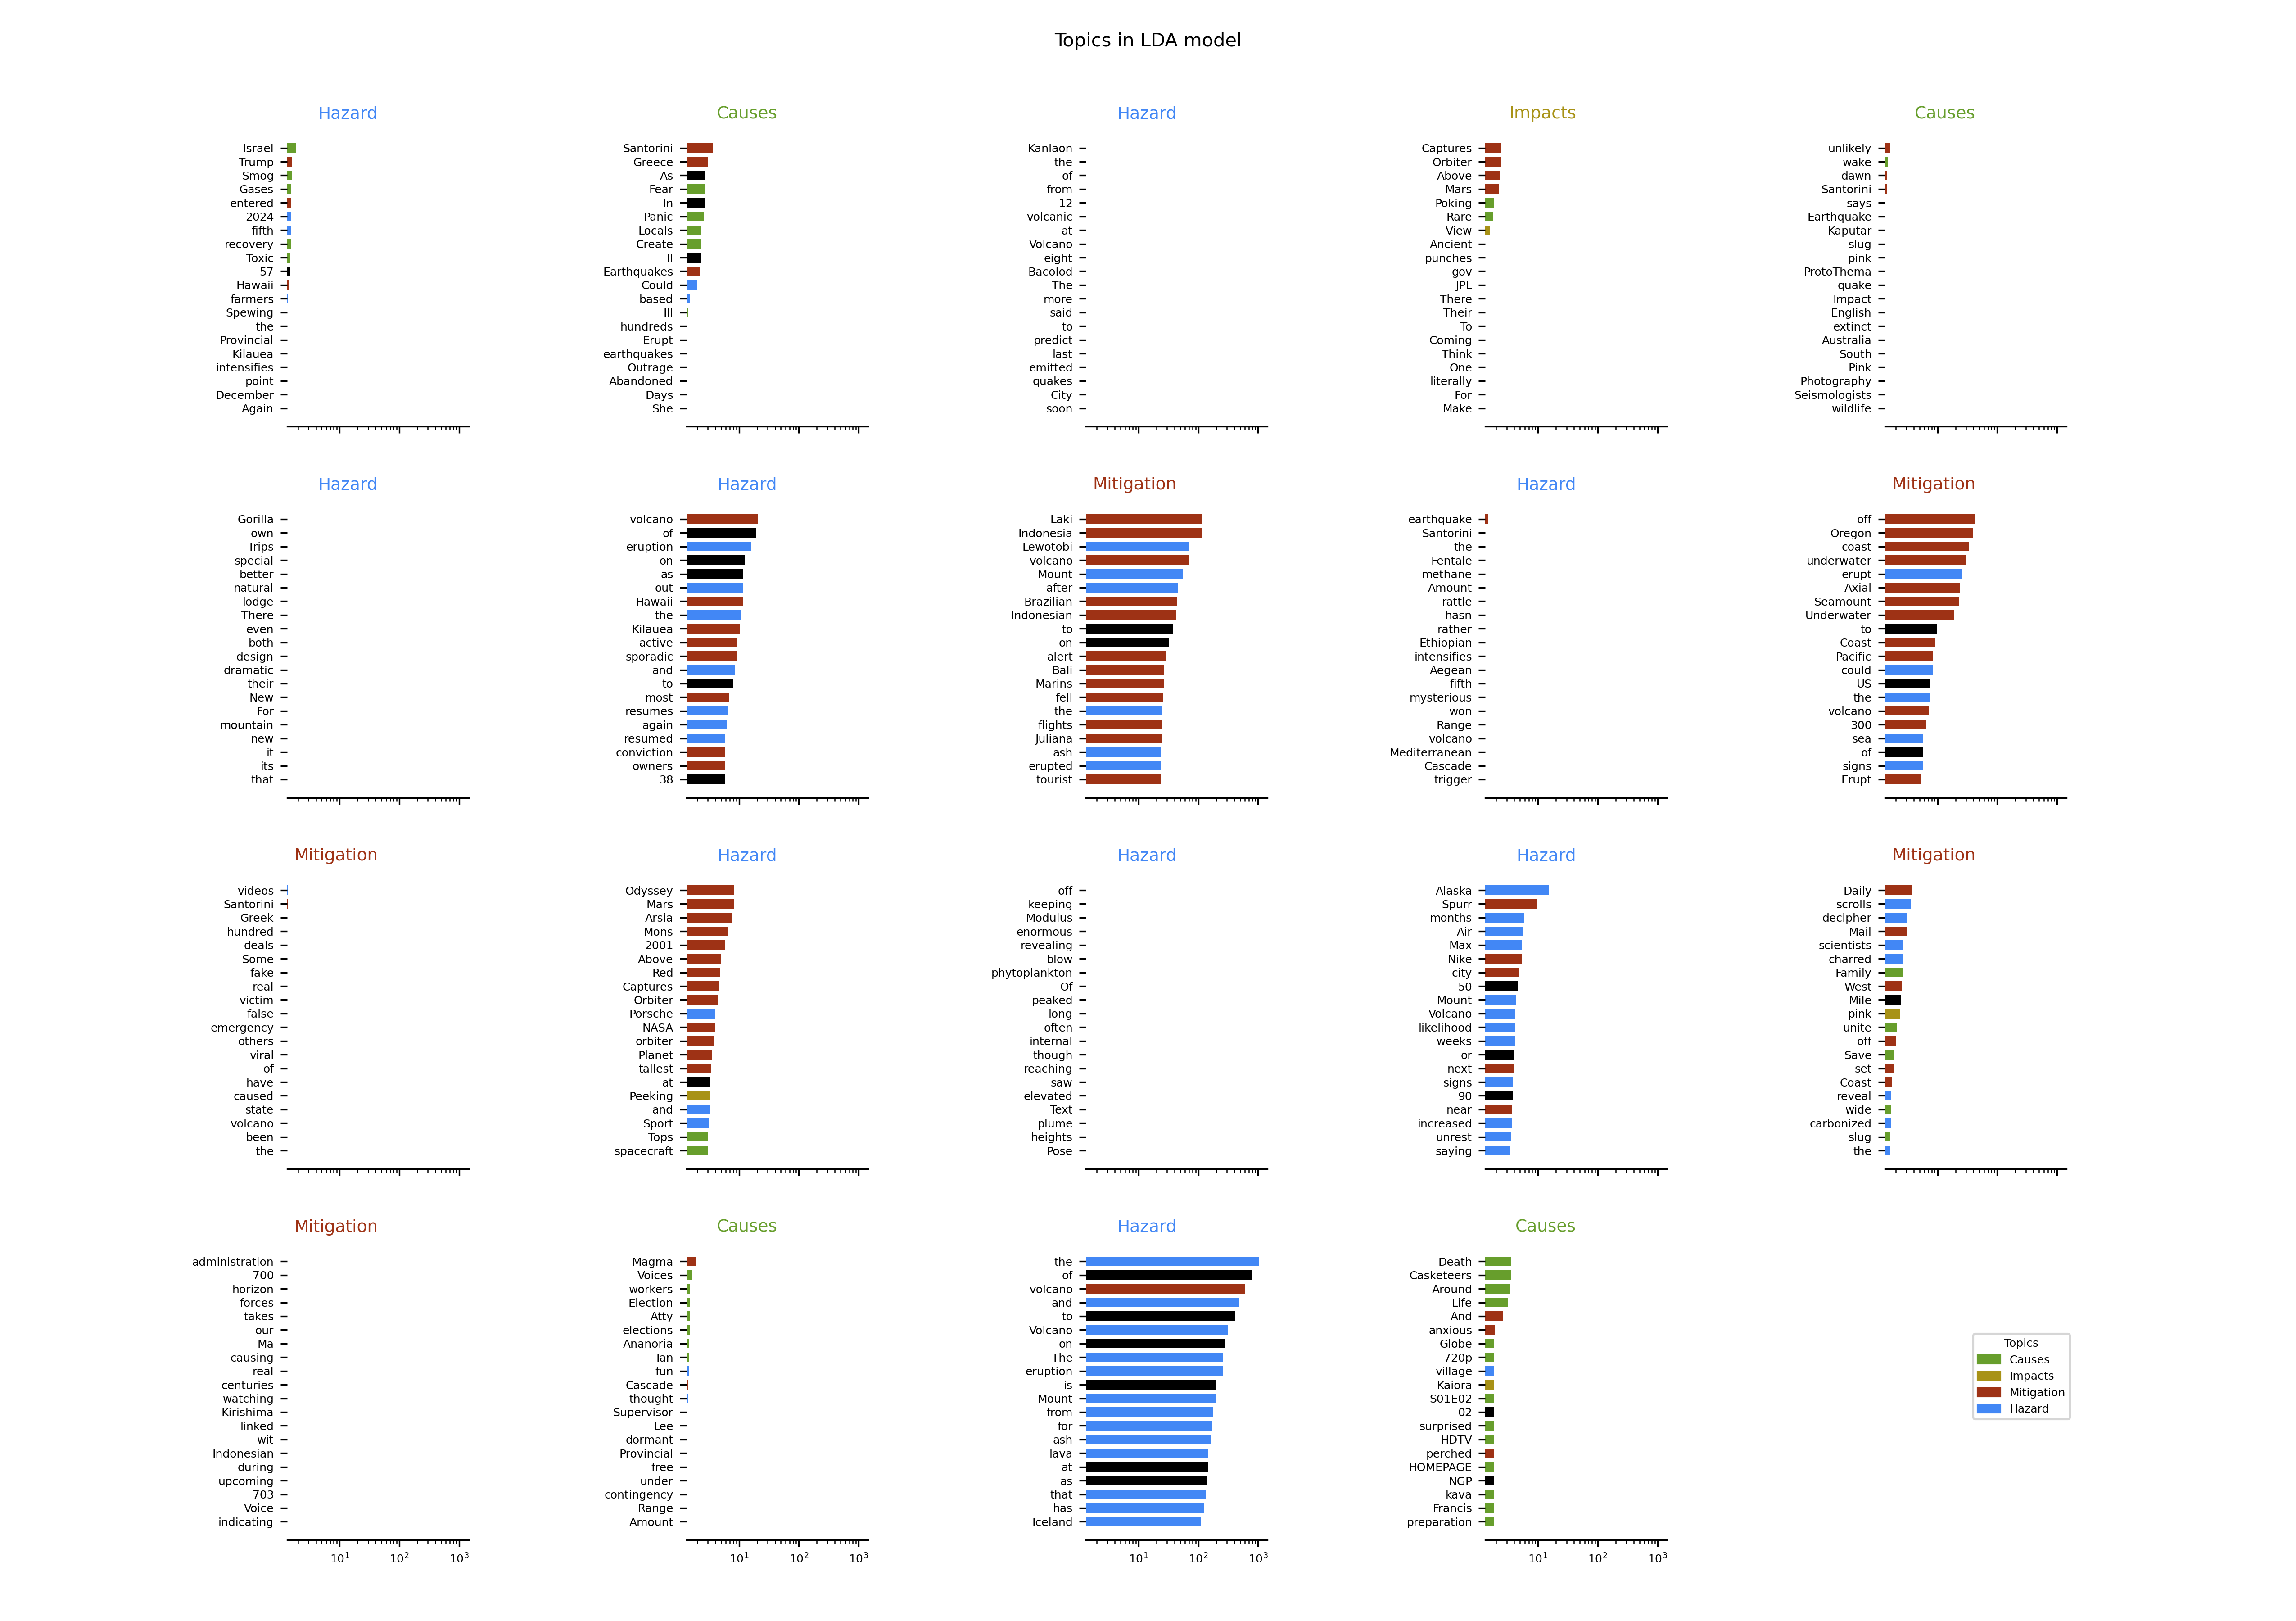 Topics in LDA model
Hazard
Israel
Trump
Smog
Gases
entered
2024
fifth
recovery
Toxic
57
Hawaii
farmers
Spewing
the
Provincial
Kilauea
intensifies
point
December
Again
Causes
Santorini
Greece
As
Fear
In
Panic
Locals
Create
II
Earthquakes
Could
based
III
hundreds
Erupt
earthquakes
Outrage
Abandoned
Days
She
Hazard
Kanlaon
the
of
from
12
volcanic
at
Volcano
eight
Bacolod
The
more
said
to
predict
last
emitted
quakes
City
soon
Impacts
Captures
Orbiter
Above
Mars
Poking
Rare
View
Ancient
punches
gov
JPL
There
Their
To
Coming
Think
One
literally
For
Make
Causes
unlikely
wake
dawn
Santorini
says
Earthquake
Kaputar
slug
pink
ProtoThema
quake
Impact
English
extinct
Australia
South
Pink
Photography
Seismologists
wildlife
Hazard
Gorilla
own
Trips
special
better
natural
lodge
There
even
both
design
dramatic
their
New
For
mountain
new
it
its
that
Hazard
volcano
of
eruption
on
as
out
Hawaii
the
Kilauea
active
sporadic
and
to
most
resumes
again
resumed
conviction
owners
38
Mitigation
Laki
Indonesia
Lewotobi
volcano
Mount
after
Brazilian
Indonesian
to
on
alert
Bali
Marins
fell
the
flights
Juliana
ash
erupted
tourist
Hazard
earthquake
Santorini
the
Fentale
methane
Amount
rattle
hasn
rather
Ethiopian
intensifies
Aegean
fifth
mysterious
won
Range
volcano
Mediterranean
Cascade
trigger
Mitigation
off
Oregon
coast
underwater
erupt
Axial
Seamount
Underwater
to
Coast
Pacific
could
US
the
volcano
300
sea
of
signs
Erupt
Mitigation
videos
Santorini
Greek
hundred
deals
Some
fake
real
victim
false
emergency
others
viral
of
have
caused
state
volcano
been
the
Hazard
Odyssey
Mars
Arsia
Mons
2001
Above
Red
Captures
Orbiter
Porsche
NASA
orbiter
Planet
tallest
at
Peeking
and
Sport
Tops
spacecraft
Hazard
off
keeping
Modulus
enormous
revealing
blow
phytoplankton
Of
peaked
long
often
internal
though
reaching
saw
elevated
Text
plume
heights
Pose
Hazard
Alaska
Spurr
months
Air
Max
Nike
city
50
Mount
Volcano
likelihood
weeks
or
next
signs
90
near
increased
unrest
saying
Mitigation
Daily
scrolls
decipher
Mail
scientists
charred
Family
West
Mile
pink
unite
off
Save
set
Coast
reveal
wide
carbonized
slug
the
Mitigation
administration
700
horizon
forces
takes
our
Ma
causing
real
centuries
watching
Kirishima
linked
wit
Indonesian
during
upcoming
703
Voice
indicating
10¹ 10² 10³
Causes
Magma
Voices
workers
Election
Atty
elections
Ananoria
Ian
fun
Cascade
thought
Supervisor
Lee
dormant
Provincial
free
under
contingency
Range
Amount
10¹ 10² 10³
Hazard
the
of
volcano
and
to
Volcano
on
The
eruption
is
Mount
from
for
ash
lava
at
as
that
has
Iceland
10¹ 10² 10³
Causes
Death
Casketeers
Around
Life
And
anxious
Globe
720p
village
Kaiora
S01E02
02
surprised
HDTV
perched
HOMEPAGE
NGP
kava
Francis
preparation
10¹ 10² 10³
Topics
Causes
Impacts
Mitigation
Hazard